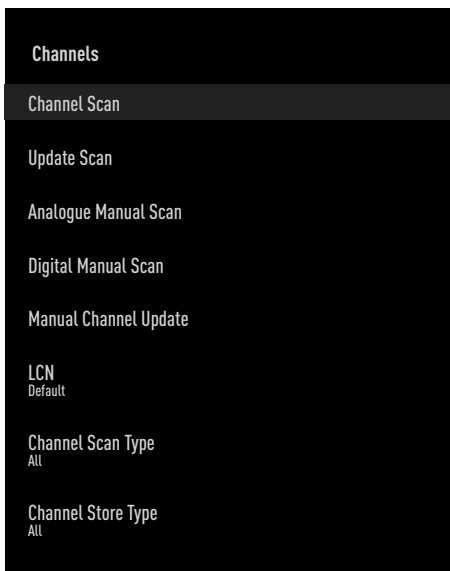 Channels
Channel Scan
Update Scan
Analogue Manual Scan
Digital Manual Scan
Manual Channel Update
LCN
Default
Channel Scan Type
All
Channel Store Type
All